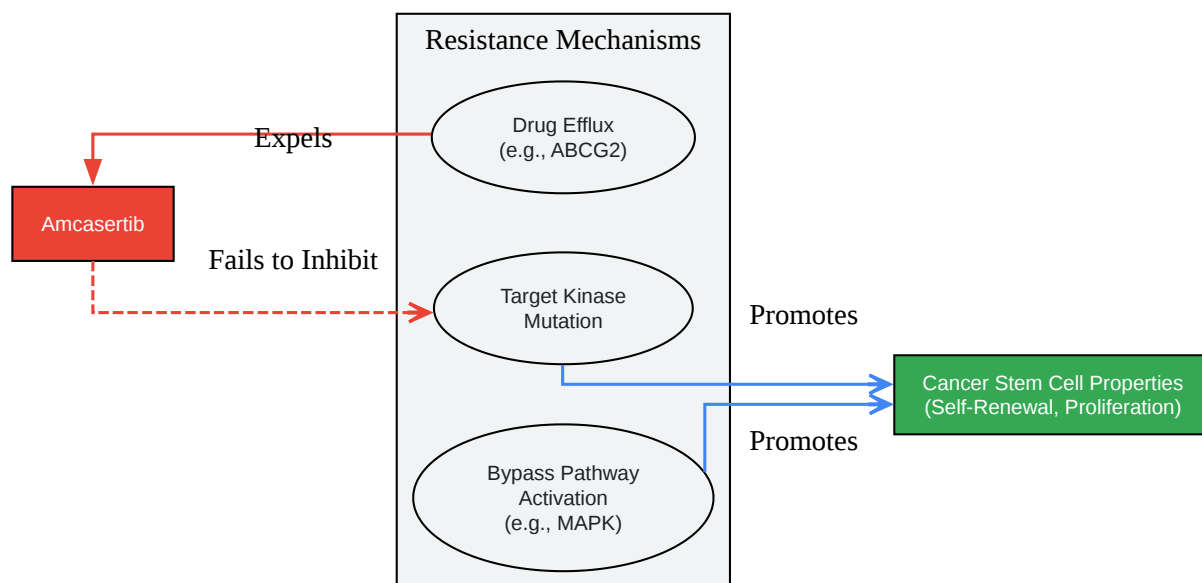 Resistance Mechanisms
Drug Efflux
(e.g., ABCG2)
Expels
Amcasertib
Fails to Inhibit
Target Kinase
Mutation
Promotes
Cancer Stem Cell Properties
(Self-Renewal, Proliferation)
Promotes
Bypass Pathway
Activation
(e.g., MAPK)